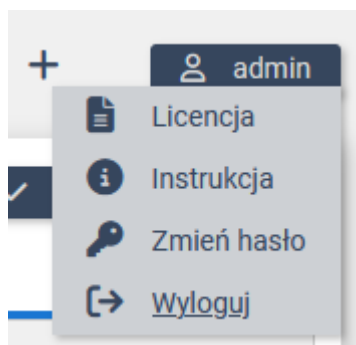 admin
Licencja
Instrukcja
Zmień hasło
Wyloguj